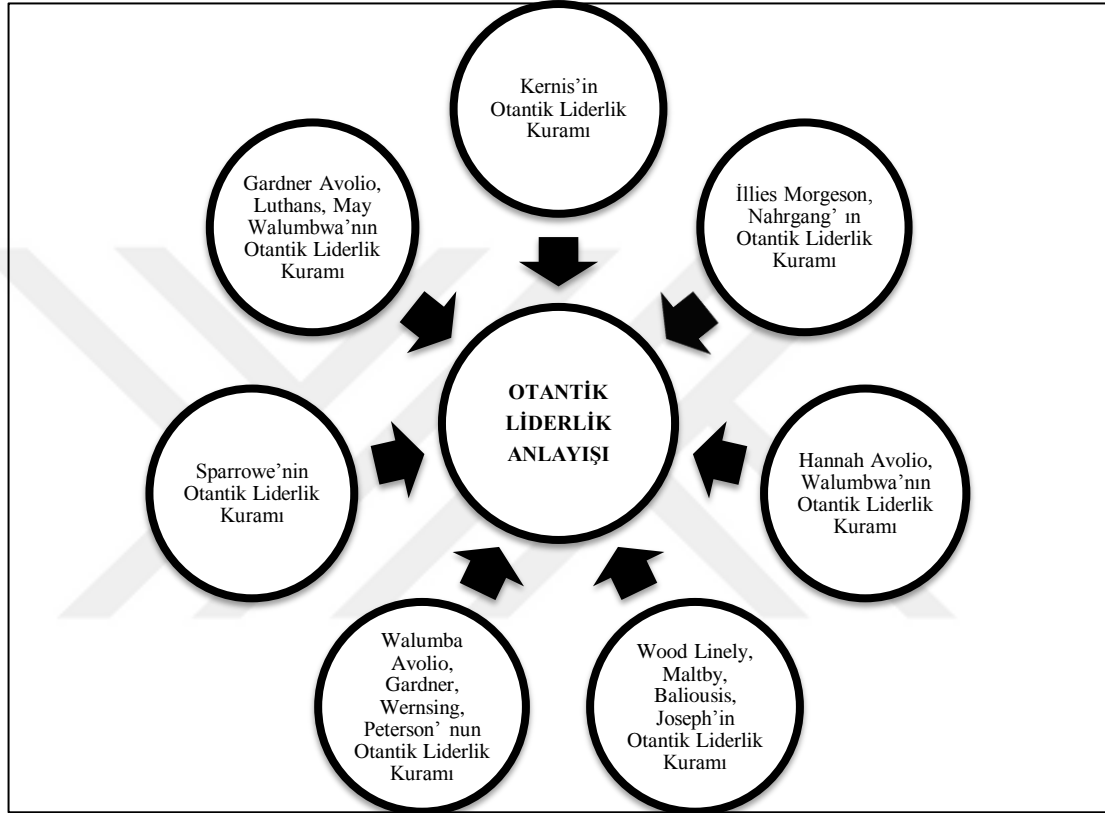 Kernis’in
Otantik Liderlik
Kuramı
Gardner Avolio,
Luthans, May
Walumbwa’nın
Otantik Liderlik
Kuramı
İllies Morgeson,
Nahrgang’ ın
Otantik Liderlik
Kuramı
OTANTİK
LİDERLİK
ANLAYIŞI
Sparrowe’nin
Otantik Liderlik
Kuramı
Hannah Avolio,
Walumbwa’nın
Otantik Liderlik
Kuramı
Walumba
Avolio,
Gardner,
Wernsing,
Peterson’ nun
Otantik Liderlik
Kuramı
Wood Linely,
Maltby,
Baliousis,
Joseph’in
Otantik Liderlik
Kuramı